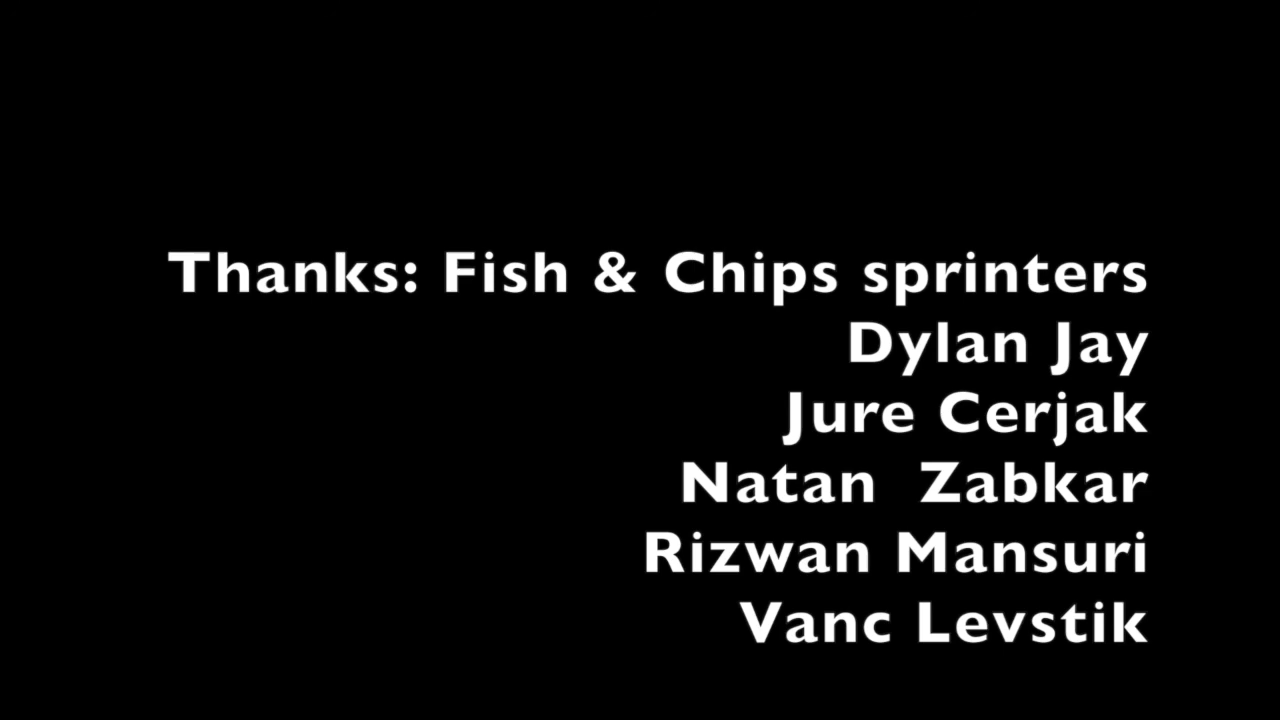 Thanks: Fish & Chips sprinters
Dylan Jay
Jure Cerjak
Natan  Zabkar
Rizwan Mansuri
Vanc Levstik